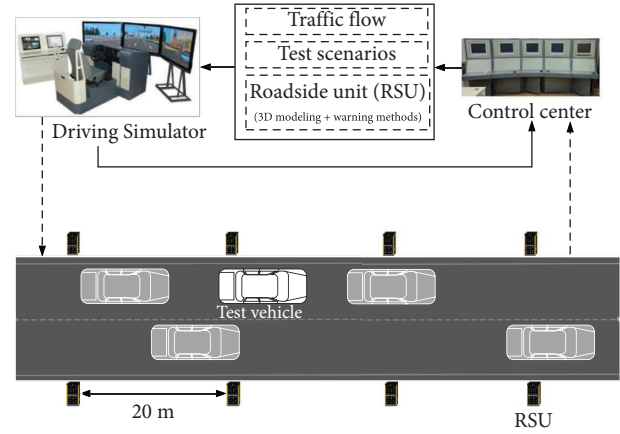 Traffic flow
Test scenarios
Roadside unit (RSU)
(3D modeling + warning methods)
Driving Simulator
Control center
Test vehicle
20 m
RSU